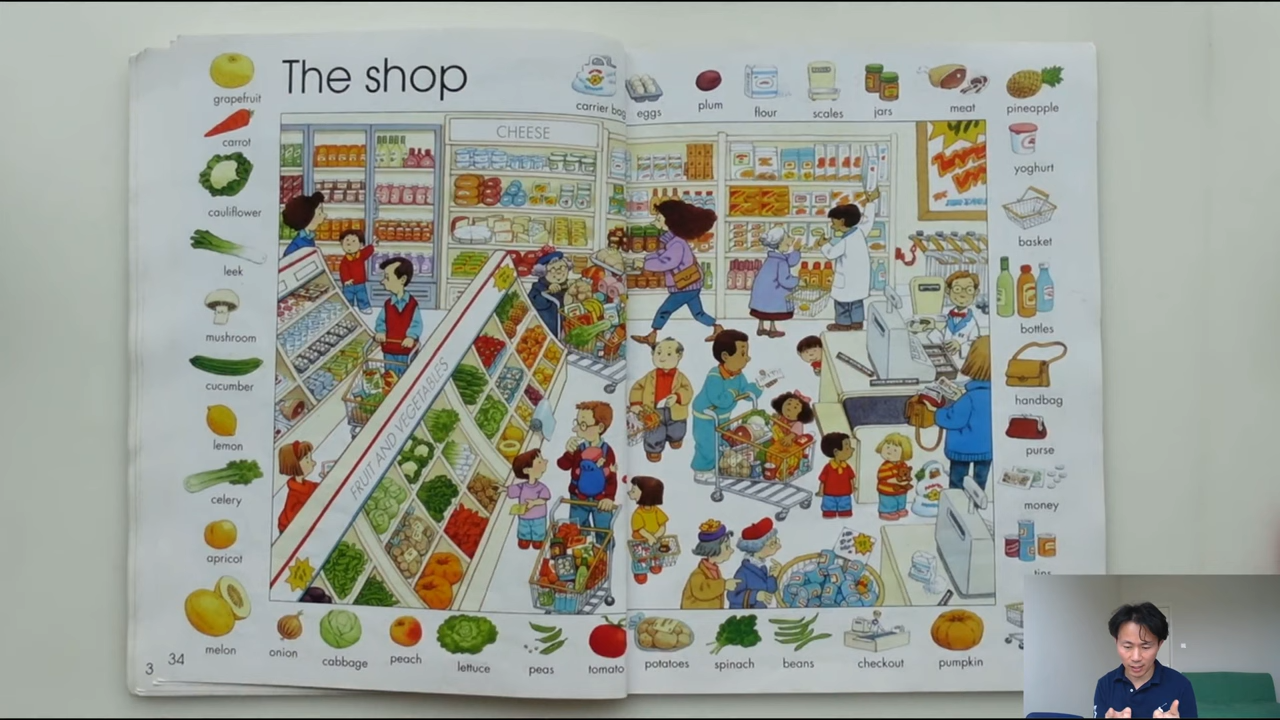 The shop
grapefruit
carrot
cauliflower
leek
mushroom
cucumber
lemon
celery
apricot
melon
onion
cabbage
peach
lettuce
peas
tomato
3 34
carrier bag
CHEESE
FRUIT AND VEGETABLES
eggs
plum
flour
scales
jars
meat
pineapple
yoghurt
basket
bottles
handbag
purse
money
potatoes
spinach
beans
checkout
pumpkin